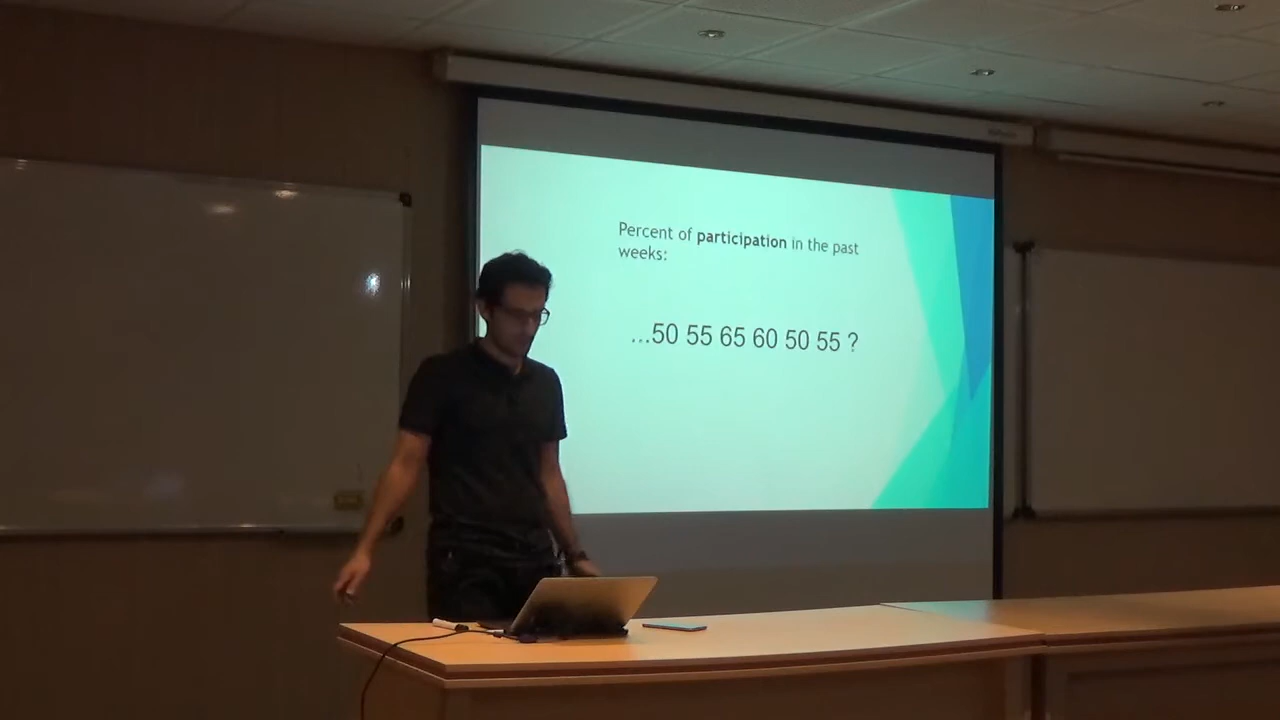 Percent of participation in the past
weeks:
...50 55 65 60 50 55 ?